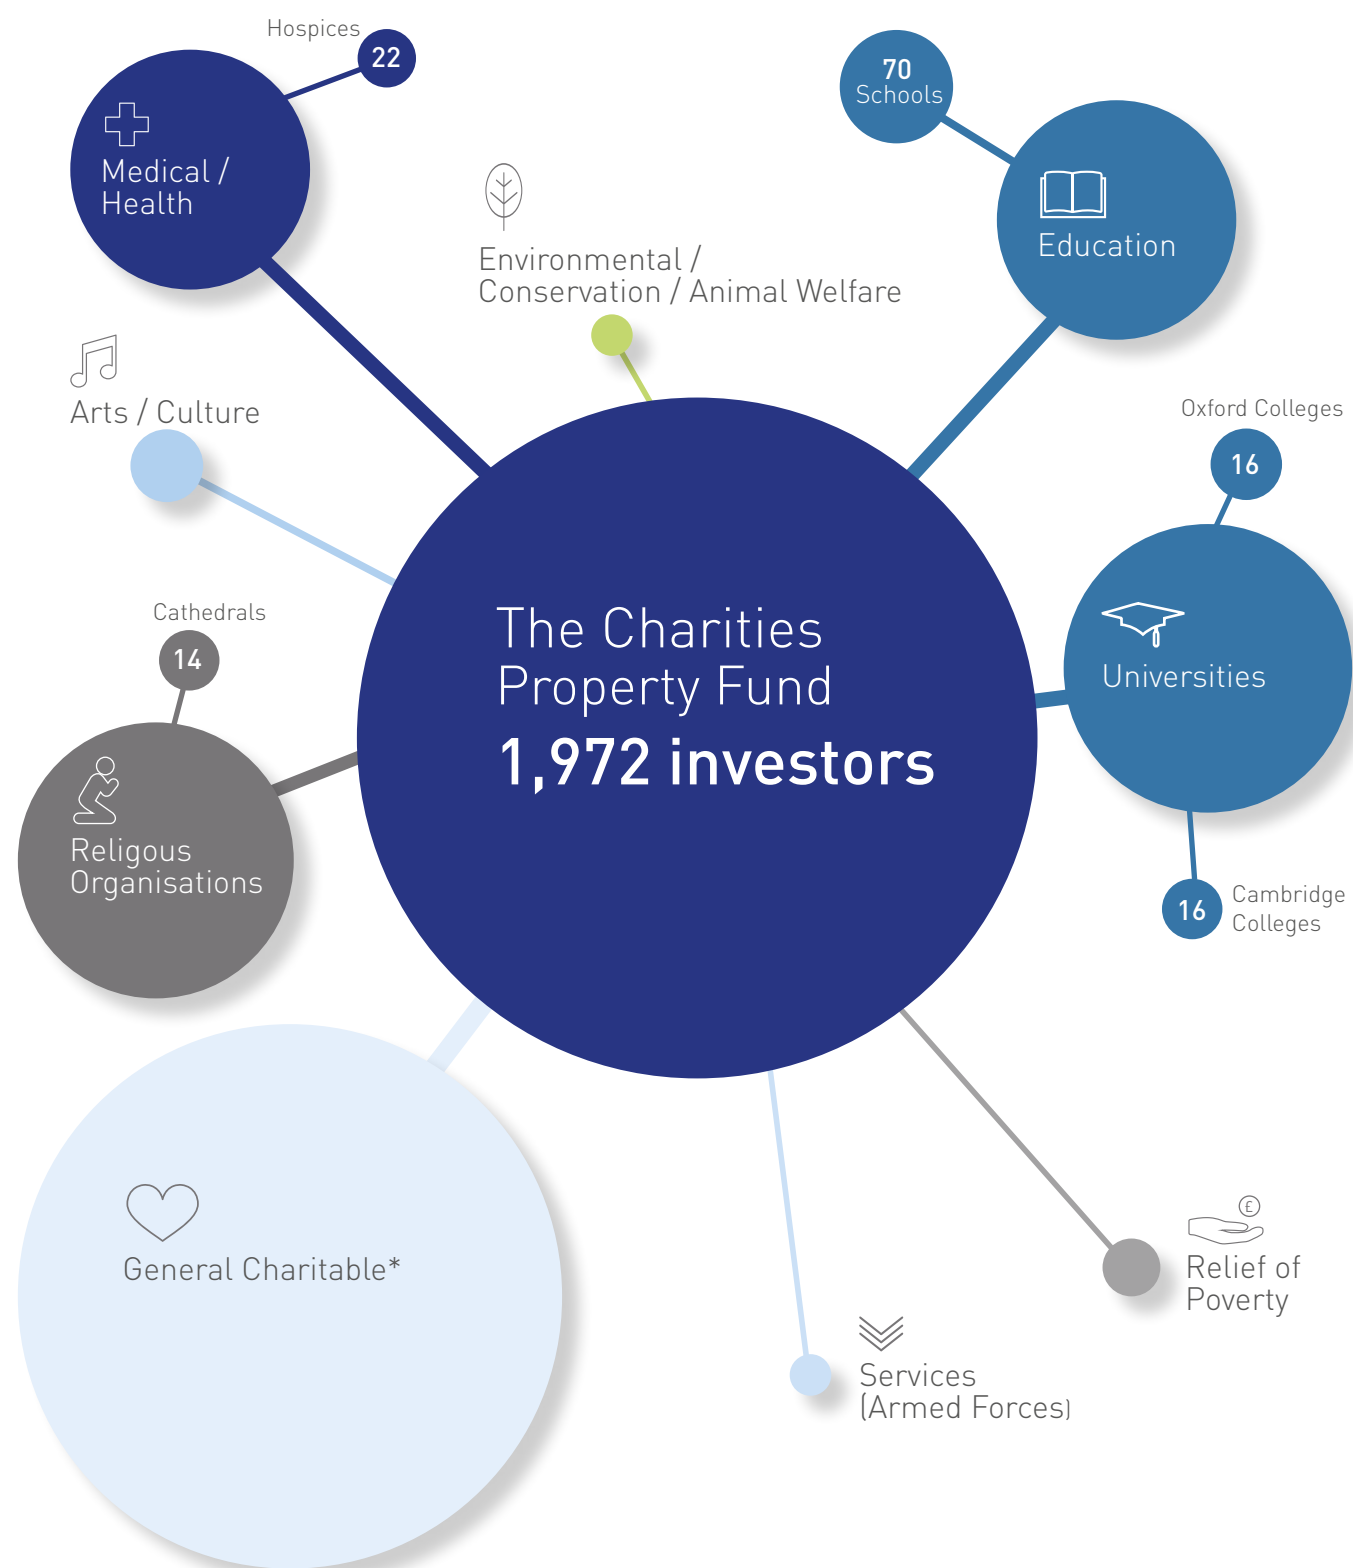 Hospices
22
Medical /
Health
70
Schools
Education
Environmental /
Conservation / Animal Welfare
Arts / Culture
Oxford Colleges
16
Universities
16
Cambridge
Colleges
Cathedrals
14
Religous
Organisations
The Charities
Property Fund
1,972 investors
General Charitable*
£
Relief of
Poverty
Services
(Armed Forces)